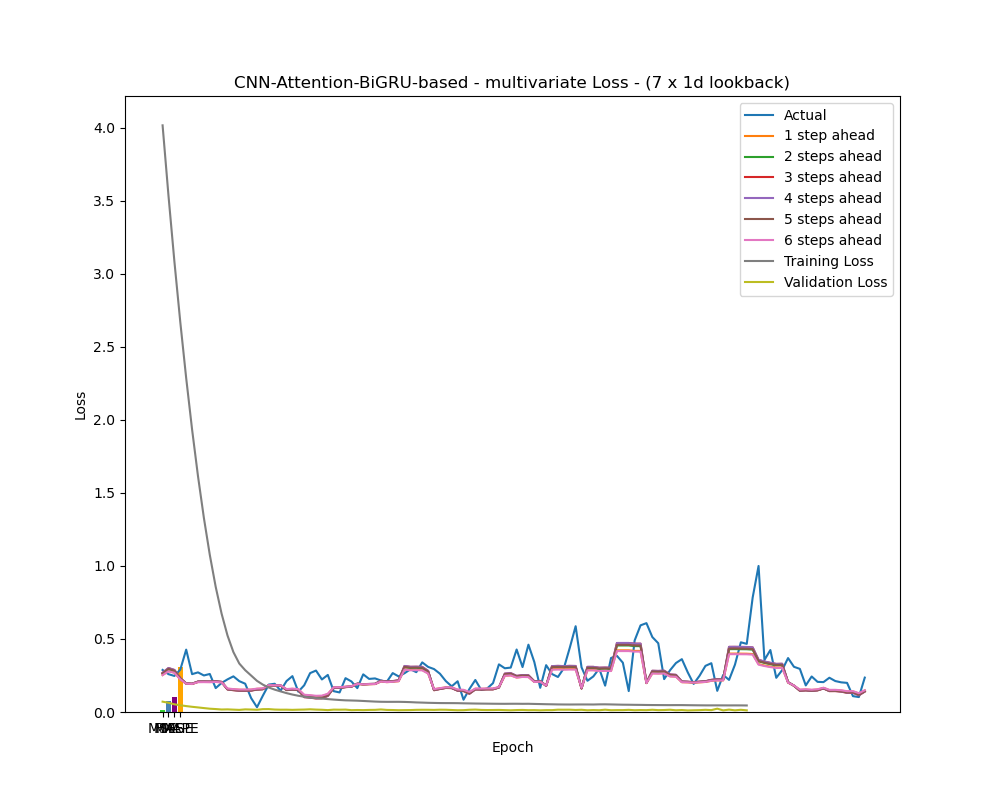 CNN-Attention-BiGRU-based - multivariate Loss - (7 x 1d lookback)
Actual
1 step ahead
2 steps ahead
3 steps ahead
4 steps ahead
5 steps ahead
6 steps ahead
Training Loss
Validation Loss
4.0
3.5
3.0
2.5
2.0
1.5
1.0
0.5
0.0
Loss
Epoch